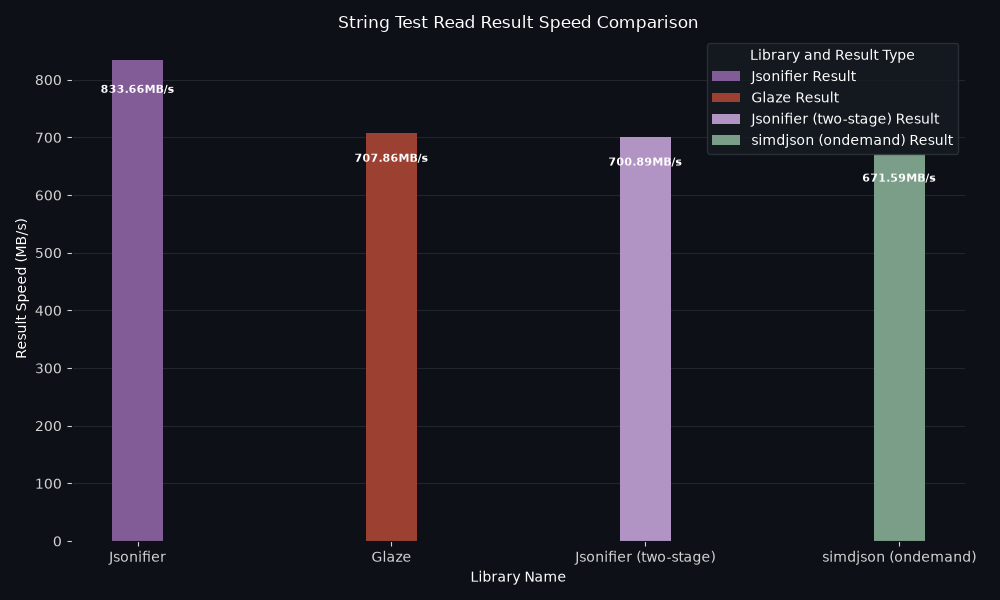 String Test Read Result Speed Comparison
Library and Result Type
Jsonifier Result
Glaze Result
Jsonifier (two-stage) Result
simdjson (ondemand) Result
833.66MB/s
707.86MB/s
700.89MB/s
671.59MB/s
Result Speed (MB/s)
800
700
600
500
400
300
200
100
0
Jsonifier
Glaze
Jsonifier (two-stage)
simdjson (ondemand)
Library Name